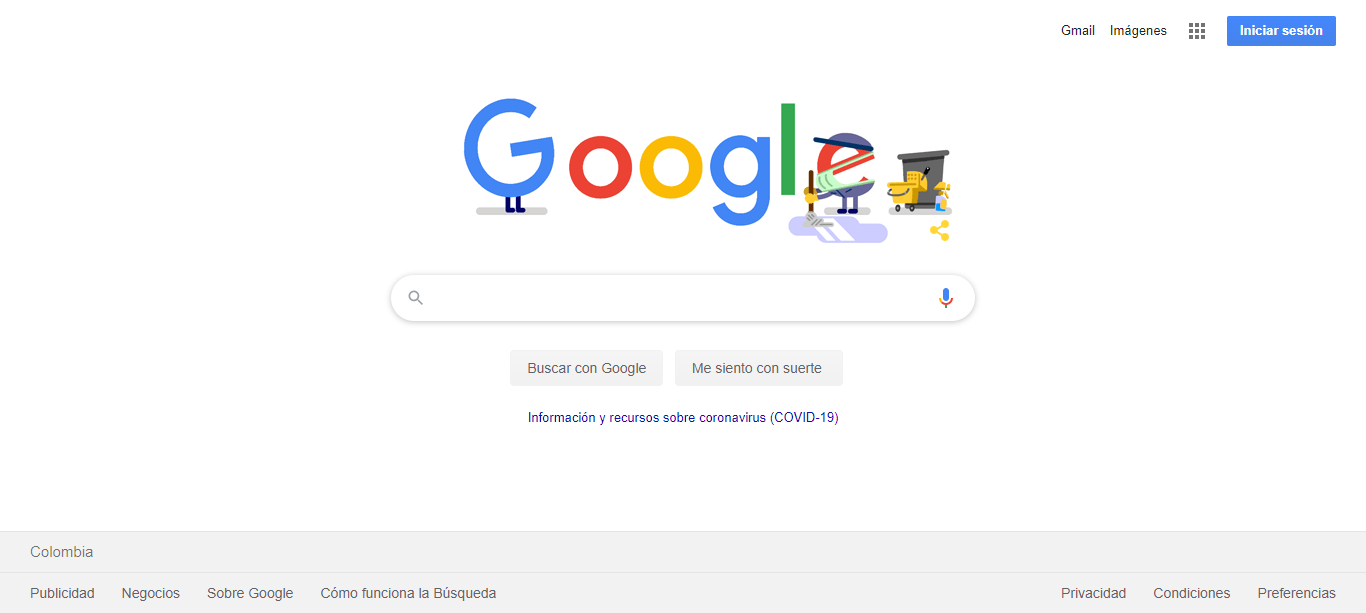 Gmail Imágenes Iniciar sesión
Google
Buscar con Google Me siento con suerte
Información y recursos sobre coronavirus (COVID-19)
Colombia
Publicidad Negocios Sobre Google Cómo funciona la Búsqueda Privacidad Condiciones Preferencias